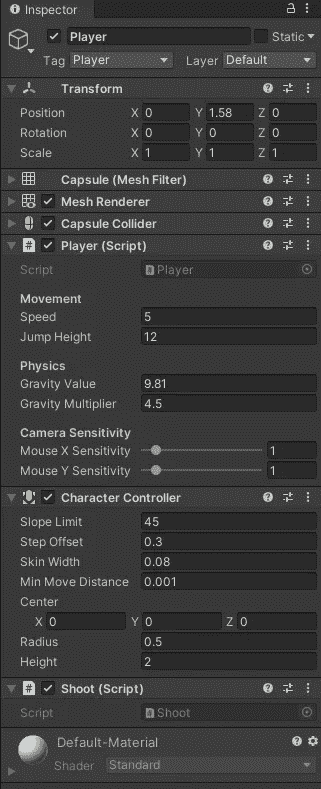 Inspector
Player Static
Tag Player Layer Default
Transform
Position X 0 Y 1.58 Z 0
Rotation X 0 Y 0 Z 0
Scale X 1 Y 1 Z 1
Capsule (Mesh Filter)
Mesh Renderer
Capsule Collider
# Player (Script)
Script # Player
Movement
Speed 5
Jump Height 12
Physics
Gravity Value 9.81
Gravity Multiplier 4.5
Camera Sensitivity
Mouse X Sensitivity 1
Mouse Y Sensitivity 1
Character Controller
Slope Limit 45
Step Offset 0.3
Skin Width 0.08
Min Move Distance 0.001
Center
X 0 Y 0 Z 0
Radius 0.5
Height 2
# Shoot (Script)
Script # Shoot
Default-Material
Shader Standard